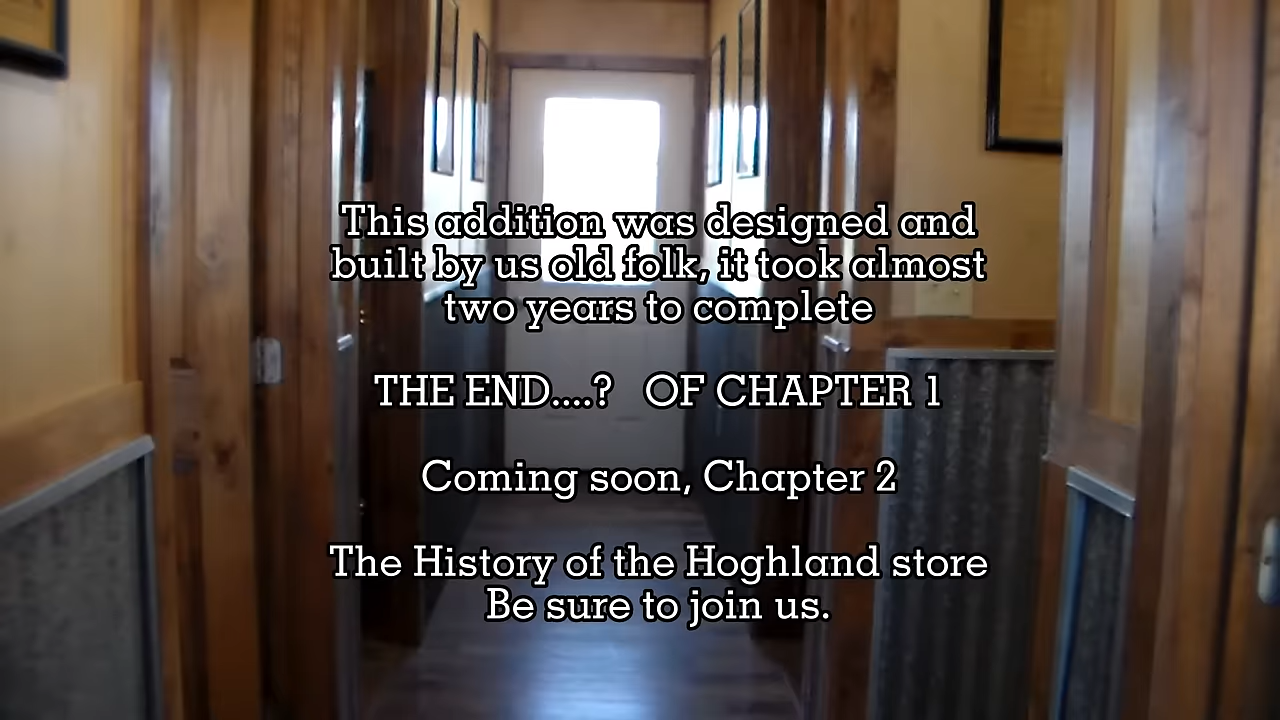 This addition was designed and
built by us old folk, it took almost
two years to complete
THE END....? OF CHAPTER 1
Coming soon, Chapter 2
The History of the Hoghland store
Be sure to join us.